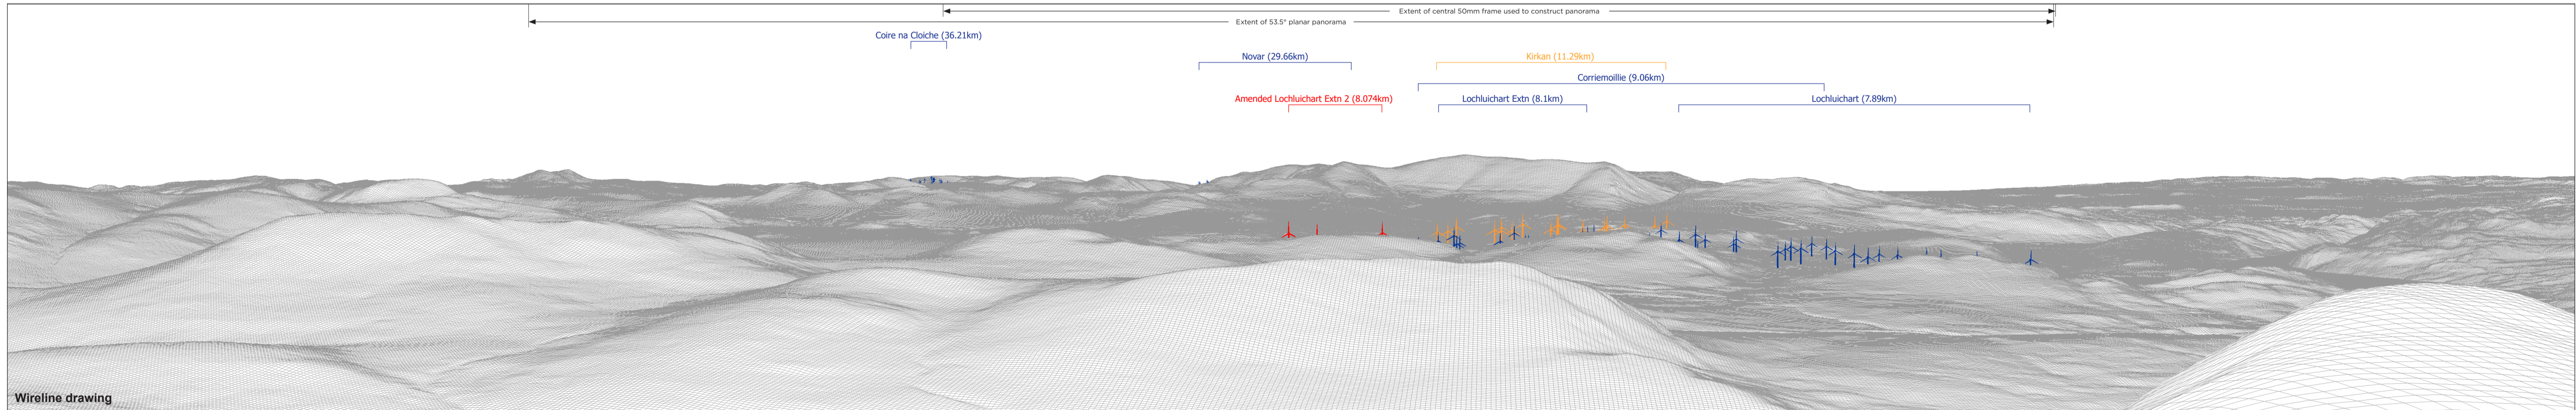 Extent of central 50mm frame used to construct panorama
Extent of 53.5° planar panorama
Coire na Cloiche (36.21km)
Novar (29.66km)
Kirkan (11.29km)
Corriemoillie (9.06km)
Amended Lochluichart Extn 2 (8.074km)
Lochluichart Extn (8.1km)
Lochluichart (7.89km)
Wireline drawing